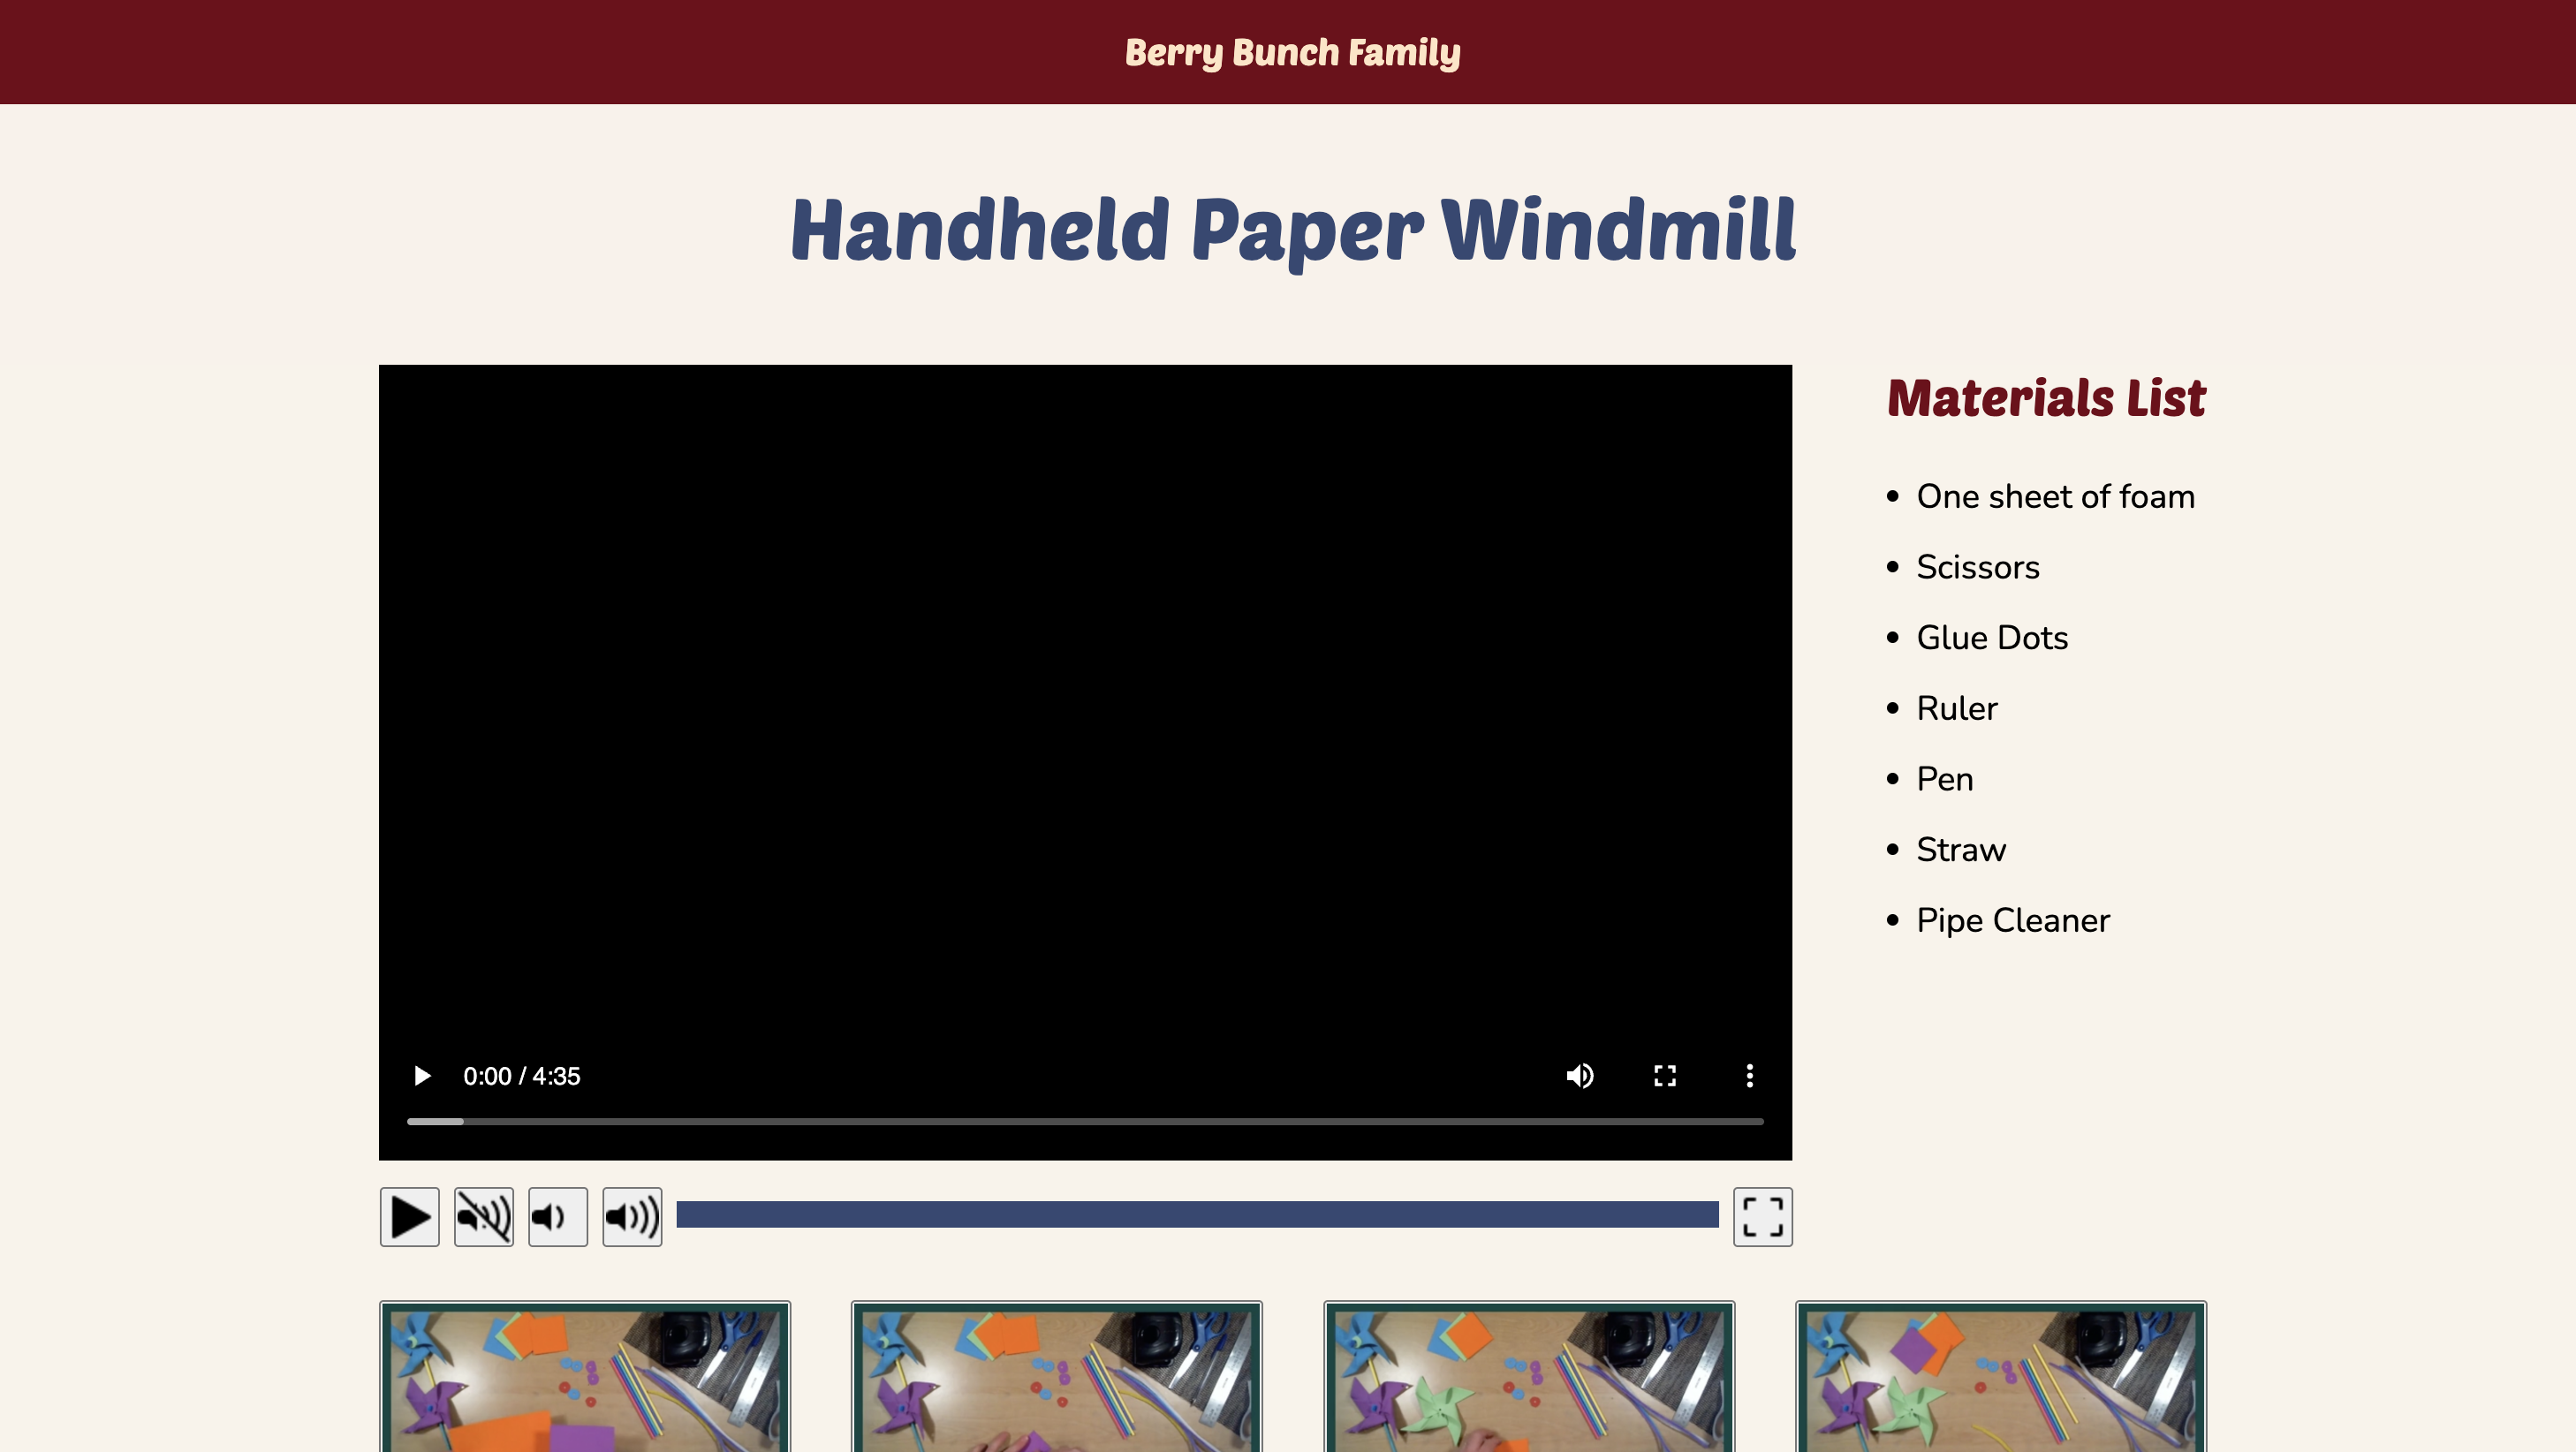 Berry Bunch Family
Handheld Paper Windmill
Materials List
One sheet of foam
Scissors
Glue Dots
Ruler
Pen
Straw
Pipe Cleaner
0:00 / 4:35